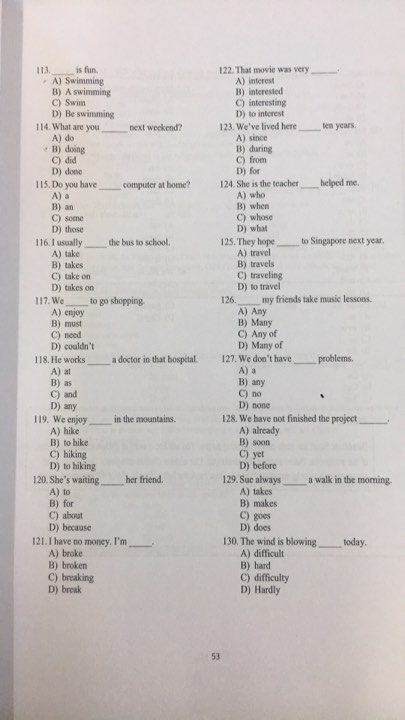 113. _____ is fun.
A) Swimming
B) A swimming
C) Swim
D) Be swimming
114. What are you _____ next weekend?
A) do
B) doing
C) did
D) done
115. Do you have _____ computer at home?
A) a
B) an
C) some
D) those
116. I usually _____ the bus to school.
A) take
B) takes
C) take on
D) takes on
117. We _____ to go shopping.
A) enjoy
B) must
C) need
D) couldn't
118. He works _____ a doctor in that hospital.
A) at
B) as
C) and
D) any
119. We enjoy _____ in the mountains.
A) hike
B) to hike
C) hiking
D) to hiking
120. She's waiting _____ her friend.
A) to
B) for
C) about
D) because
121. I have no money. I'm _____.
A) broke
B) broken
C) breaking
D) break
122. That movie was very _____.
A) interest
B) interested
C) interesting
D) to interest
123. We've lived here _____ ten years.
A) since
B) during
C) from
D) for
124. She is the teacher _____ helped me.
A) who
B) when
C) whose
D) what
125. They hope _____ to Singapore next year.
A) travel
B) travels
C) traveling
D) to travel
126. _____ my friends take music lessons.
A) Any
B) Many
C) Any of
D) Many of
127. We don't have _____ problems.
A) a
B) any
C) no
D) none
128. We have not finished the project _____.
A) already
B) soon
C) yet
D) before
129. Sue always _____ a walk in the morning.
A) takes
B) makes
C) goes
D) does
130. The wind is blowing _____ today.
A) difficult
B) hard
C) difficulty
D) Hardly
53